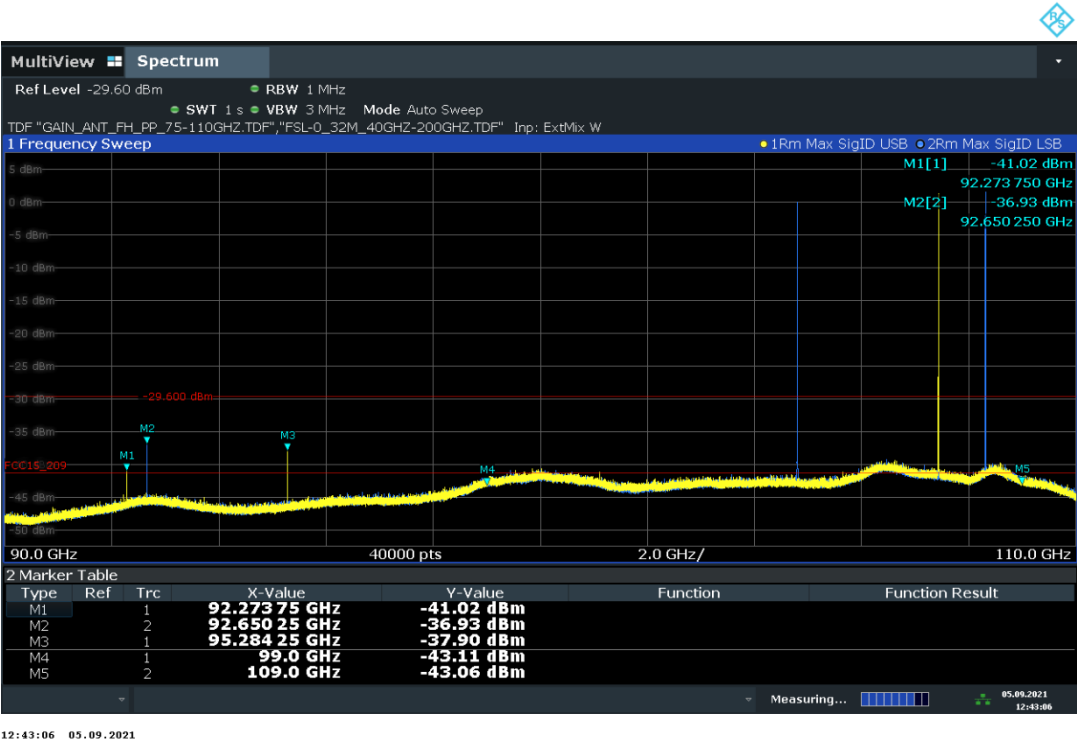 R&S
MultiView Spectrum
Ref Level -29.60 dBm RBW 1 MHz
SWT 1 s VBW 3 MHz Mode Auto Sweep
TDF "GAIN_ANT_FH_PP_75-110GHZ.TDF","FSL-0_32M_40GHZ-200GHZ.TDF" Inp: ExtMix W
1 Frequency Sweep 1Rm Max SigID USB 2Rm Max SigID LSB
M1[1] -41.02 dBm
5 dBm
92.273 750 GHz
0 dBm M2[2] -36.93 dBm
92.650 250 GHz
-5 dBm
-10 dBm
-15 dBm
-20 dBm
-25 dBm
-30 dBm -29.600 dBm
M2
-35 dBm M3
M1
FCC15_209 M4 M5
-45 dBm
-50 dBm
90.0 GHz 40000 pts 2.0 GHz/ 110.0 GHz
2 Marker Table
Type Ref Trc X-Value Y-Value Function Function Result
M1 1 92.273 75 GHz -41.02 dBm
M2 2 92.650 25 GHz -36.93 dBm
M3 1 95.284 25 GHz -37.90 dBm
M4 1 99.0 GHz -43.11 dBm
M5 2 109.0 GHz -43.06 dBm
Measuring... 05.09.2021
12:43:06
12:43:06 05.09.2021